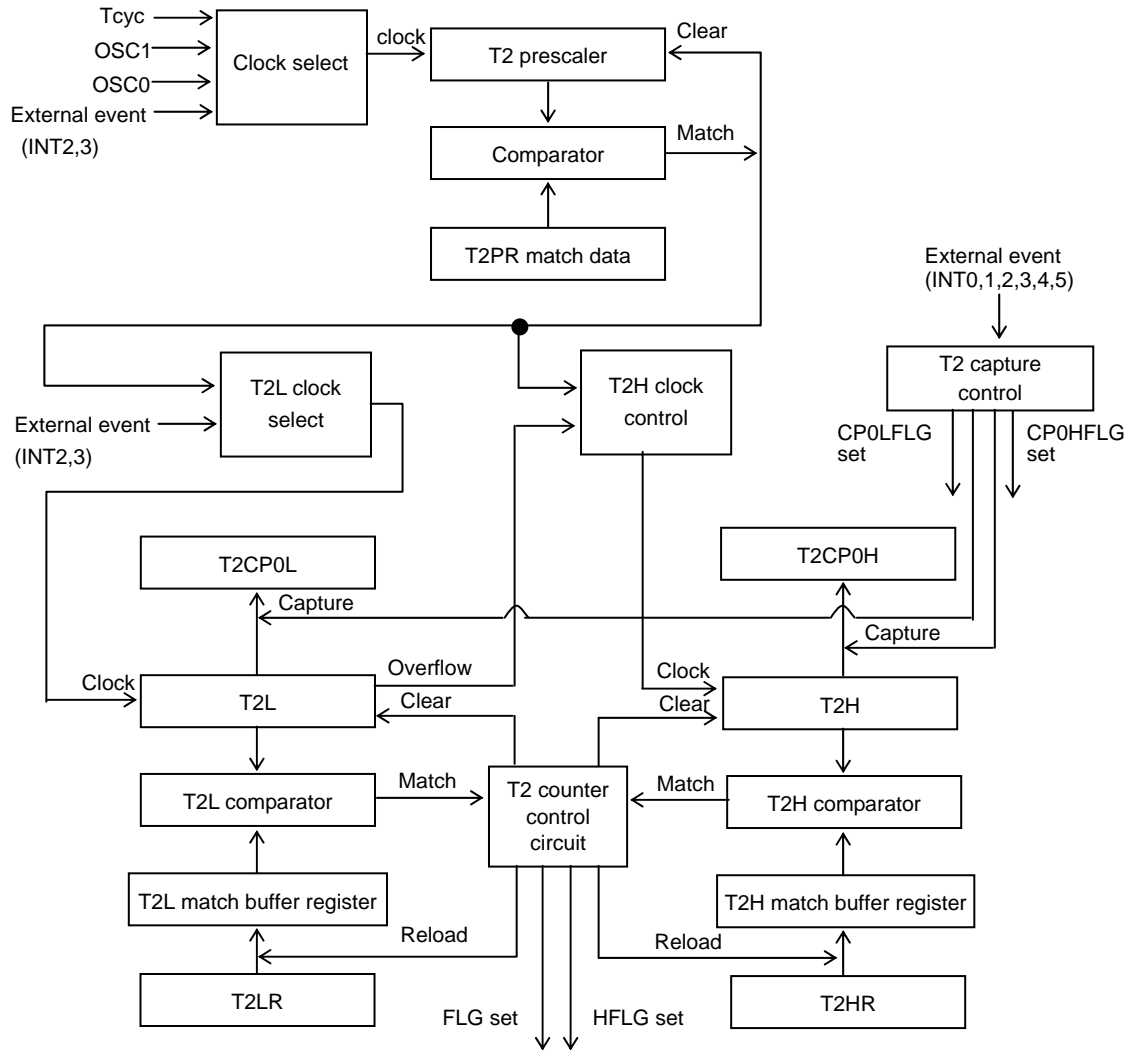 Tcyc
OSC1
OSC0
External event
(INT2,3)
Clock select
clock
T2 prescaler
Clear
Comparator
Match
T2PR match data
External event
(INT0,1,2,3,4,5)
T2 capture
control
CP0LFLG
set
CP0HFLG
set
T2L clock
select
External event
(INT2,3)
T2H clock
control
T2CP0L
T2CP0H
Capture
Capture
Overflow
Clock
T2L
Clear
Clock
Clear
T2H
T2L comparator
Match
T2 counter
control
circuit
Match
T2H comparator
T2L match buffer register
T2H match buffer register
Reload
Reload
T2LR
T2HR
FLG set
HFLG set